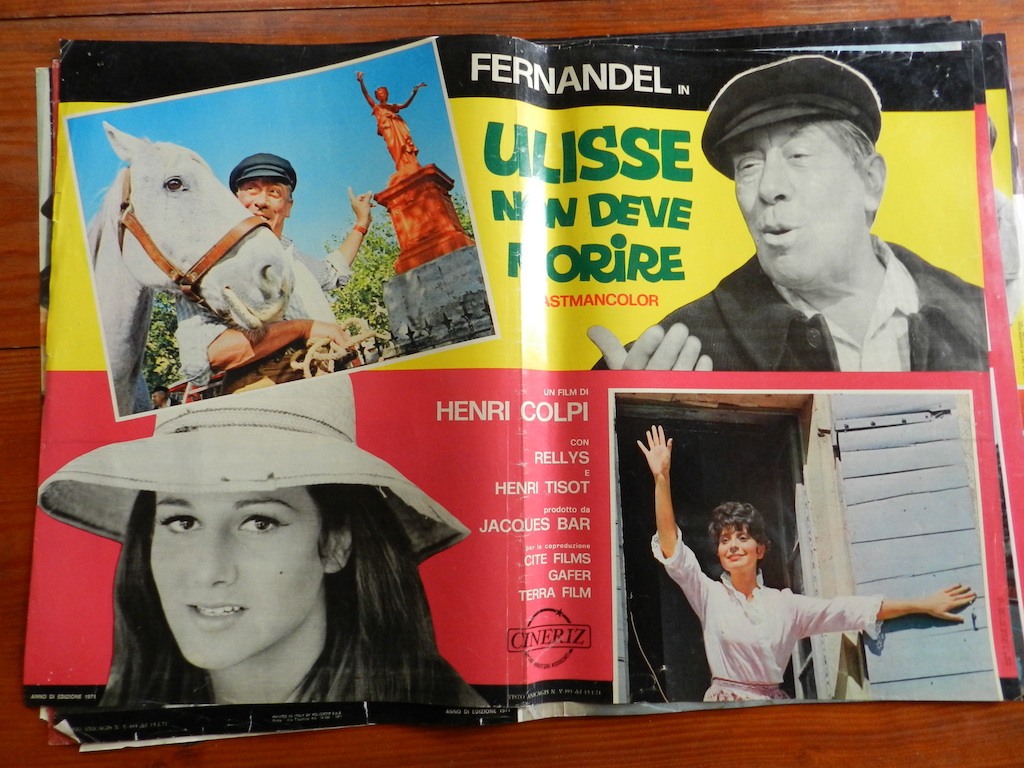 FERNANDEL IN
ULISSE
NON DEVE
MORIRE
EASTMANCOLOR
UN FILM DI
HENRI COLPI
CON
RELLYS
E
HENRI TISOT
prodotto da
JACQUES BAR
per la coproduzione
CITE FILMS
GAFER
TERRA FILM
CINERIZ
ANNO DI EDIZIONE 1971
ANNO DI EDIZIONE 1971